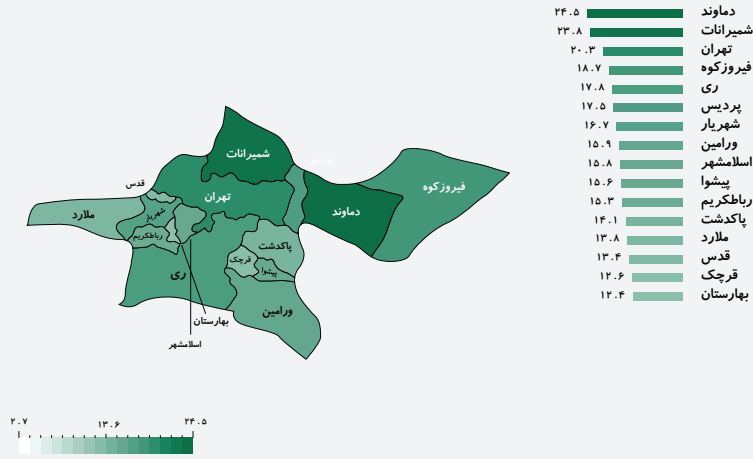 دماوند ۲۴.۵
شمیرانات ۲۳.۸
تهران ۲۰.۳
فیروزکوه ۱۸.۷
ری ۱۷.۸
پردیس ۱۷.۵
شهریار ۱۶.۷
ورامین ۱۵.۹
اسلامشهر ۱۵.۸
پیشوا ۱۵.۶
رباطکریم ۱۵.۳
پاکدشت ۱۴.۱
ملارد ۱۳.۸
قدس ۱۳.۴
قرچک ۱۲.۶
بهارستان ۱۲.۴
شمیرانات
پردیس
فیروزکوه
قدس
تهران
دماوند
شهریار
ملارد
رباطکریم
پاکدشت
قرچک
پیشوا
ری
ورامین
بهارستان
اسلامشهر
۲.۷ ۱۳.۶ ۲۴.۵